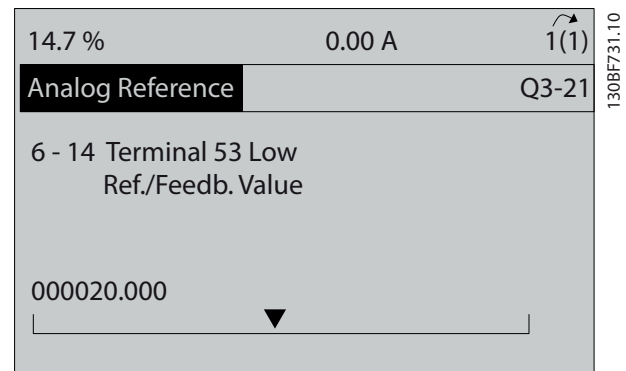 14.7 % 0.00 A 1(1)
Analog Reference Q3-21
6 - 14 Terminal 53 Low
Ref./Feedb. Value
000020.000
130BF731.10